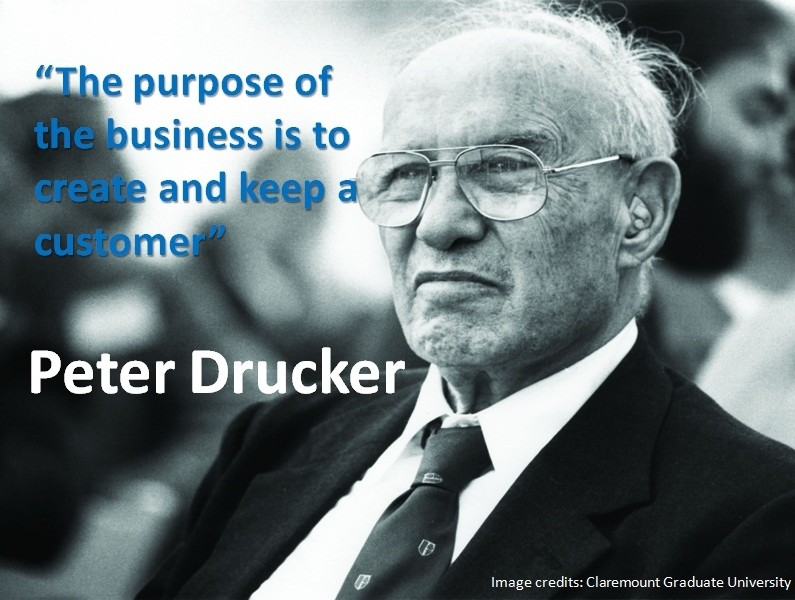 “The purpose of
the business is to
create and keep a
customer”
Peter Drucker
Image credits: Claremount Graduate University